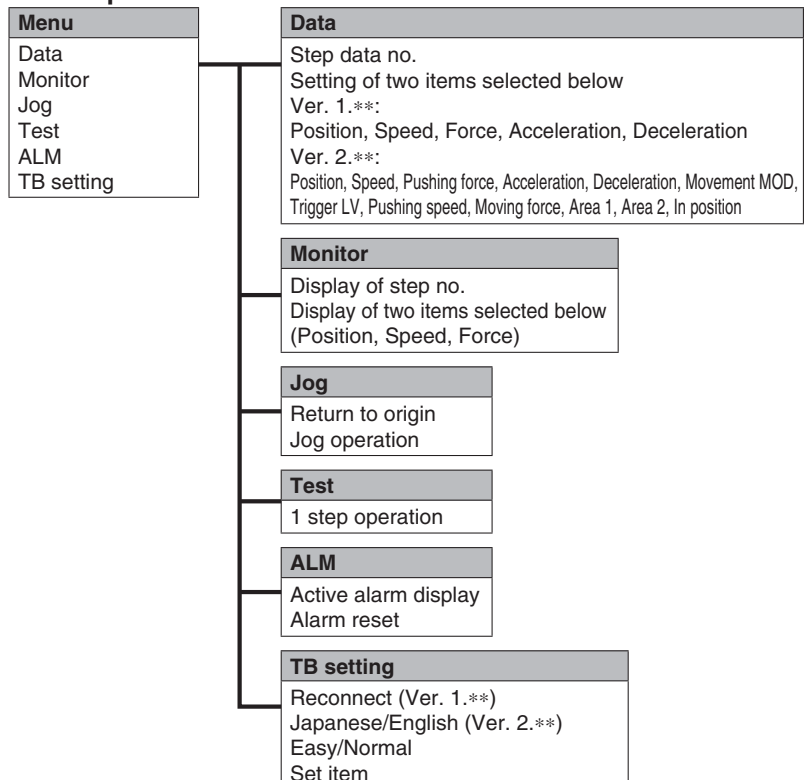 Menu
Data
Monitor
Jog
Test
ALM
TB setting
Data
Step data no.
Setting of two items selected below
Ver. 1.**:
Position, Speed, Force, Acceleration, Deceleration
Ver. 2.**:
Position, Speed, Pushing force, Acceleration, Deceleration, Movement MOD,
Trigger LV, Pushing speed, Moving force, Area 1, Area 2, In position
Monitor
Display of step no.
Display of two items selected below
(Position, Speed, Force)
Jog
Return to origin
Jog operation
Test
1 step operation
ALM
Active alarm display
Alarm reset
TB setting
Reconnect (Ver. 1.**)
Japanese/English (Ver. 2.**)
Easy/Normal
Set item